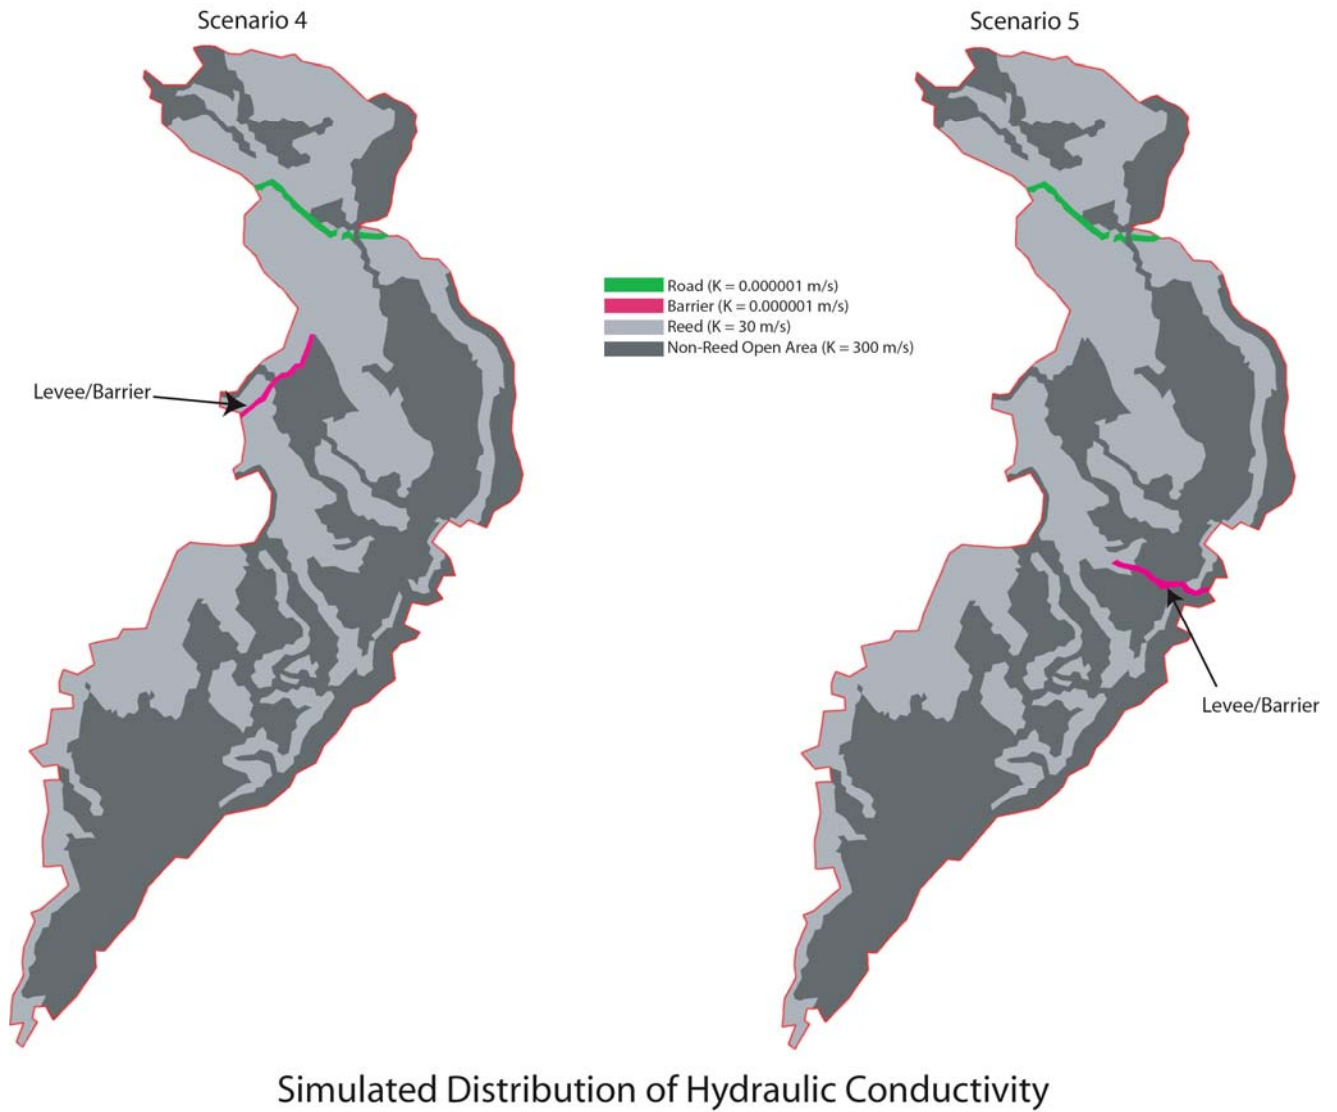 Scenario 4
Scenario 5
Road (K = 0.000001 m/s)
Barrier (K = 0.000001 m/s)
Reed (K = 30 m/s)
Non-Reed Open Area (K = 300 m/s)
Levee/Barrier
Levee/Barrier
Simulated Distribution of Hydraulic Conductivity